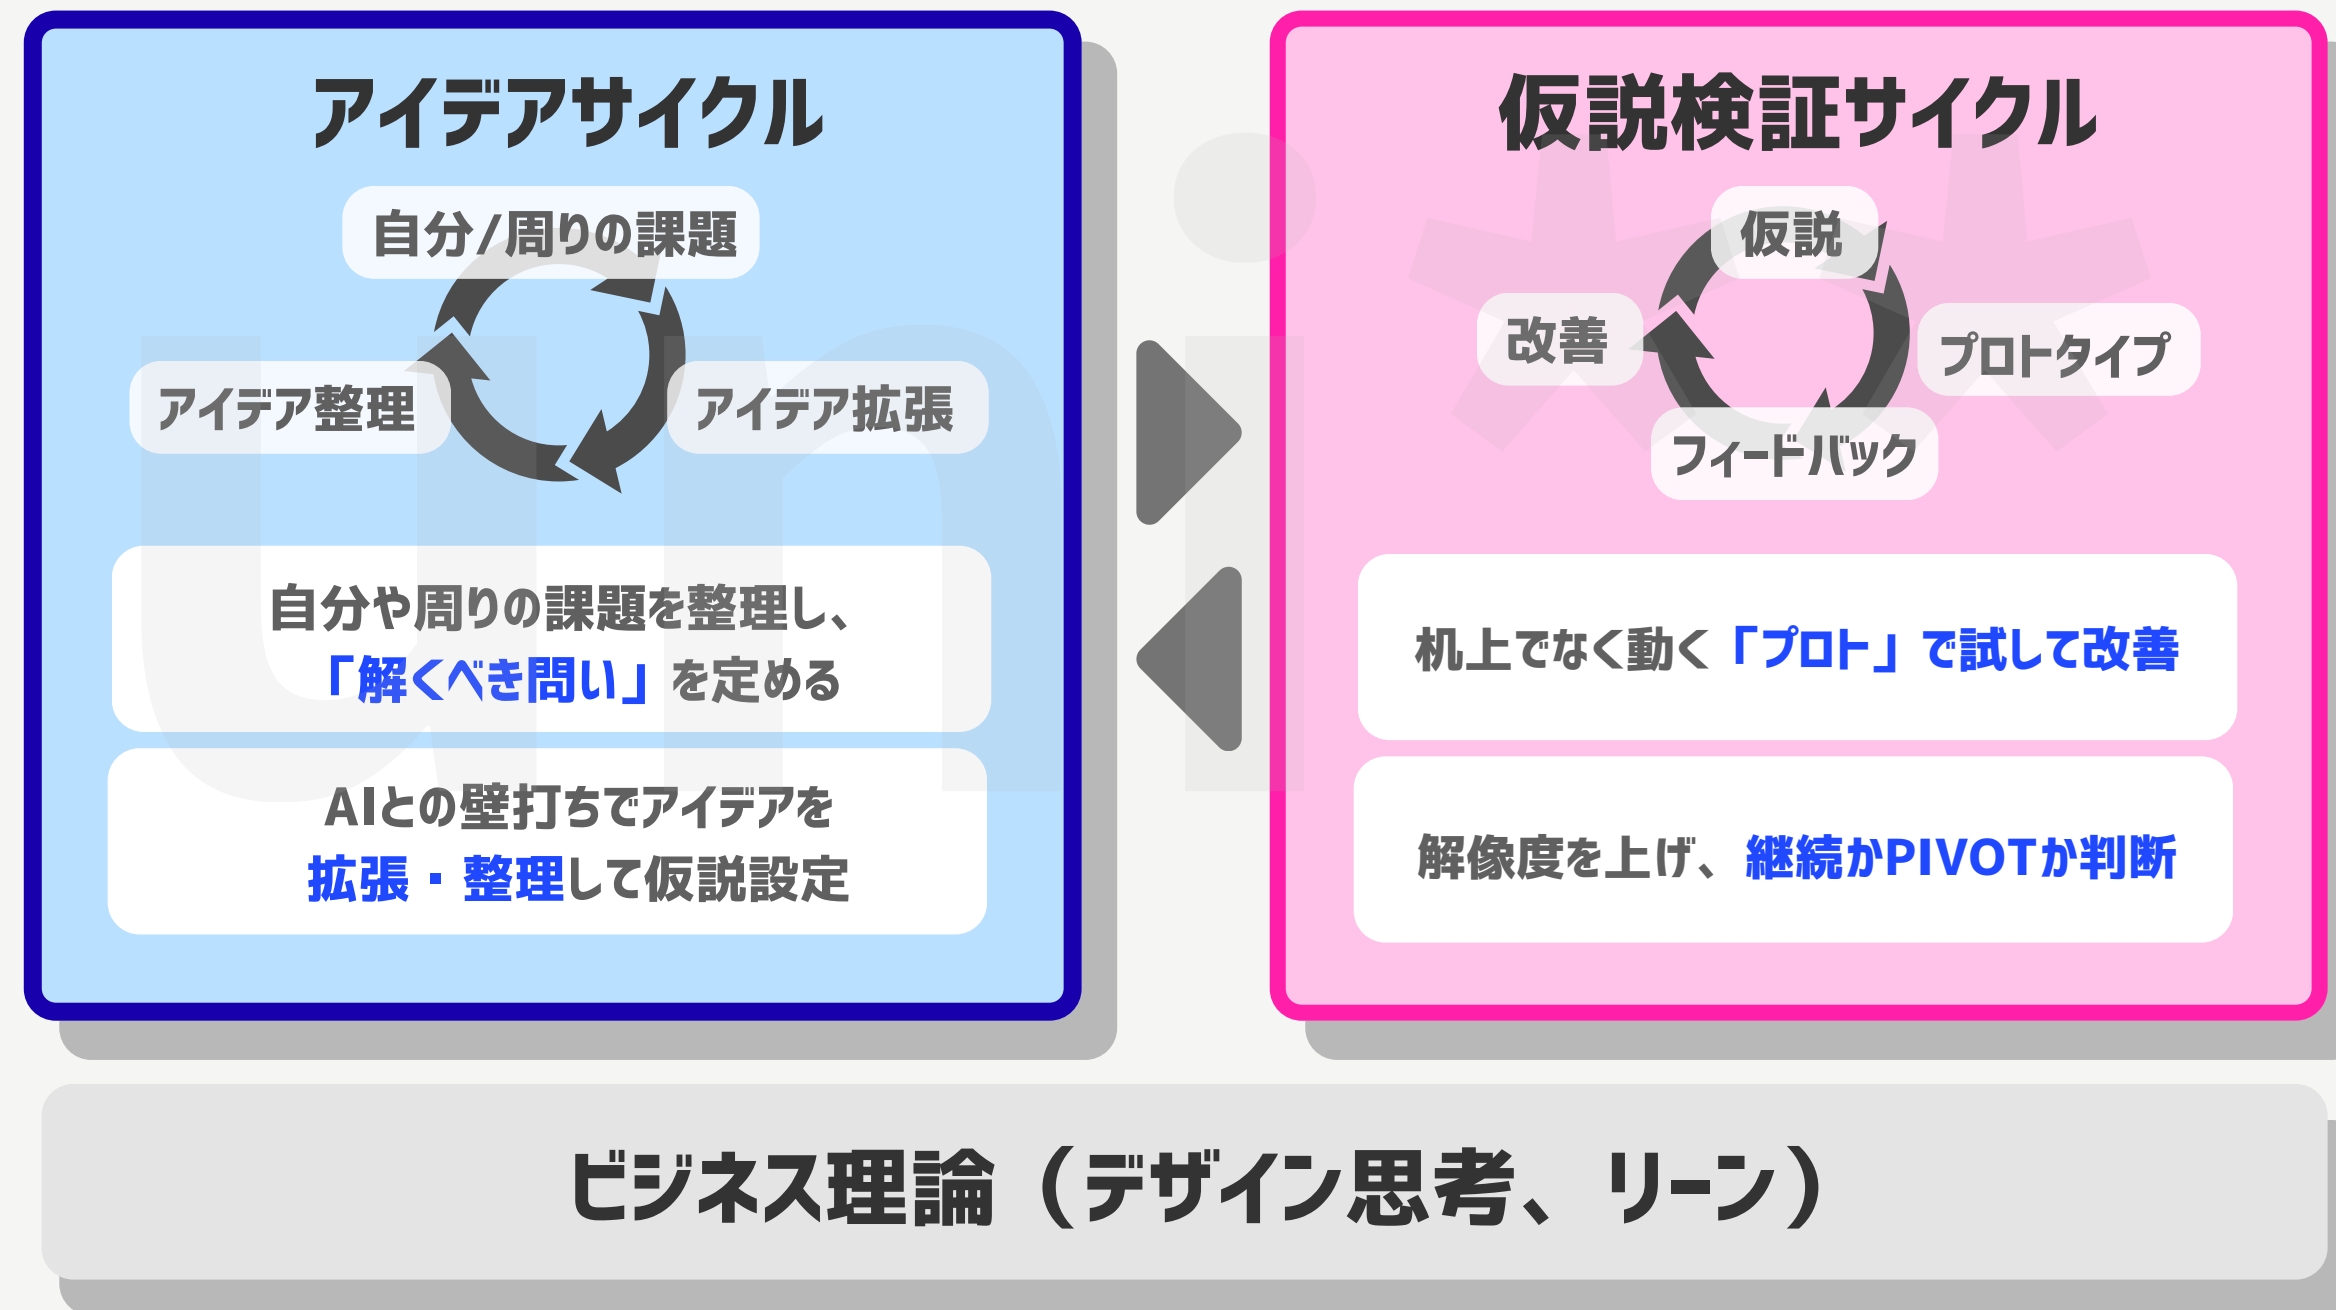 アイデアサイクル
自分/周りの課題
アイデア整理
アイデア拡張
自分や周りの課題を整理し、
「解くべき問い」を定める
AIとの壁打ちでアイデアを
拡張・整理して仮説設定
仮説検証サイクル
仮説
改善
プロトタイプ
フィードバック
机上でなく動く「プロト」で試して改善
解像度を上げ、継続かPIVOTか判断
ビジネス理論（デザイン思考、リーン）
uni**